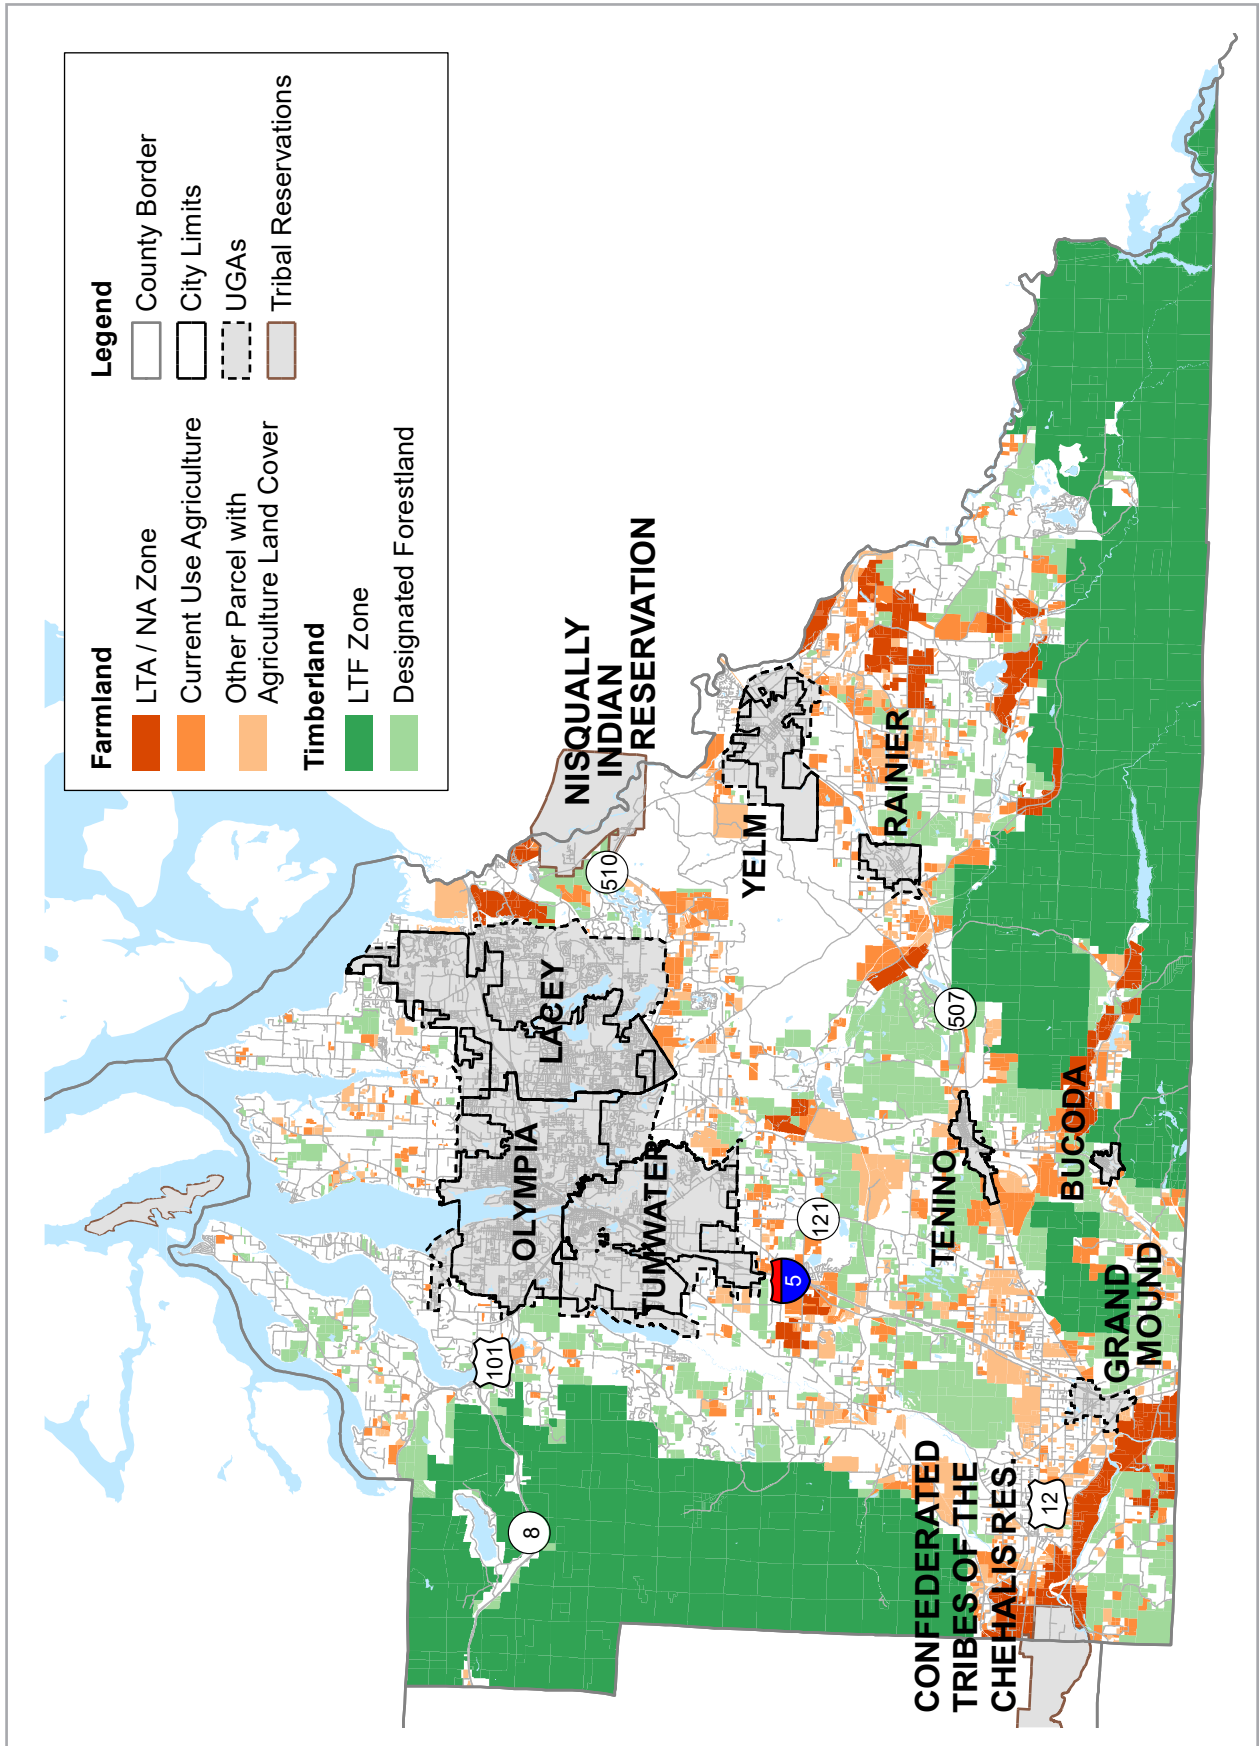 Legend
Farmland
LTA / NA Zone
Current Use Agriculture
Other Parcel with
Agriculture Land Cover
Timberland
LTF Zone
Designated Forestland
County Border
City Limits
UGAs
Tribal Reservations
NISQUALLY
INDIAN
RESERVATION
510
LACEY
OLYMPIA
TUMWATER
101
8
YELM
RAINIER
507
121
5
TENINO
BUCODA
GRAND
MOUND
12
CONFEDERATED
TRIBES OF THE
CHEHALIS RES.